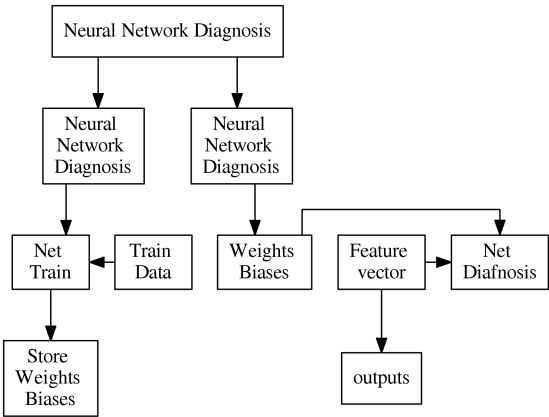 Neural Network Diagnosis
Neural
Network
Diagnosis
Neural
Network
Diagnosis
Net
Train
Train
Data
Weights
Biases
Feature
vector
Net
Diafnosis
Store
Weights
Biases
outputs